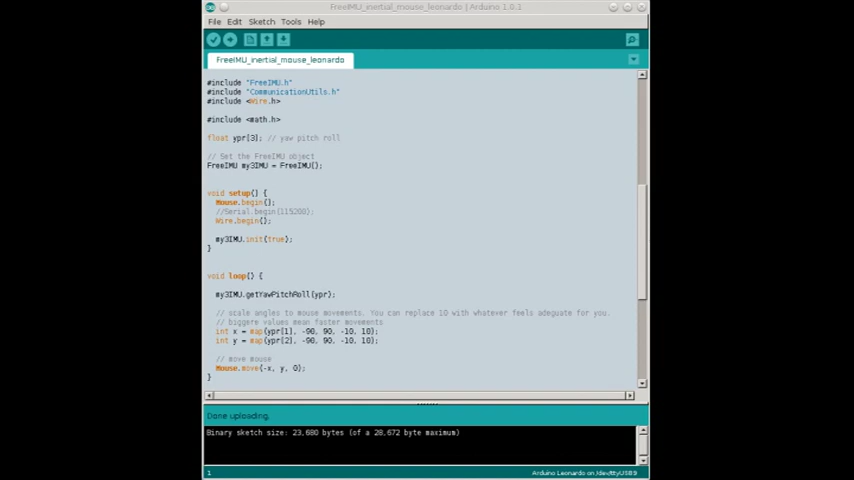 FreeIMU_inertial_mouse_leonardo | Arduino 1.0.1
File Edit Sketch Tools Help
FreeIMU_inertial_mouse_leonardo
#include "FreeIMU.h"
#include "CommunicationUtils.h"
#include <Wire.h>
#include <math.h>
float ypr[3]; // yaw pitch roll
// Set the FreeIMU object
FreeIMU my3IMU = FreeIMU();
void setup() {
Mouse.begin();
//Serial.begin(115200);
Wire.begin();
my3IMU.init(true);
}
void loop() {
my3IMU.getYawPitchRoll(ypr);
// scale angles to mouse movements. You can replace 10 with whatever feels adequate for you.
// biggere values mean faster movements
int x = map(ypr[1], -90, 90, -10, 10);
int y = map(ypr[2], -90, 90, -10, 10);
// move mouse
Mouse.move(-x, y, 0);
}
Done uploading.
Binary sketch size: 23,680 bytes (of a 28,672 byte maximum)
1
Arduino Leonardo on /dev/ttyUSB9